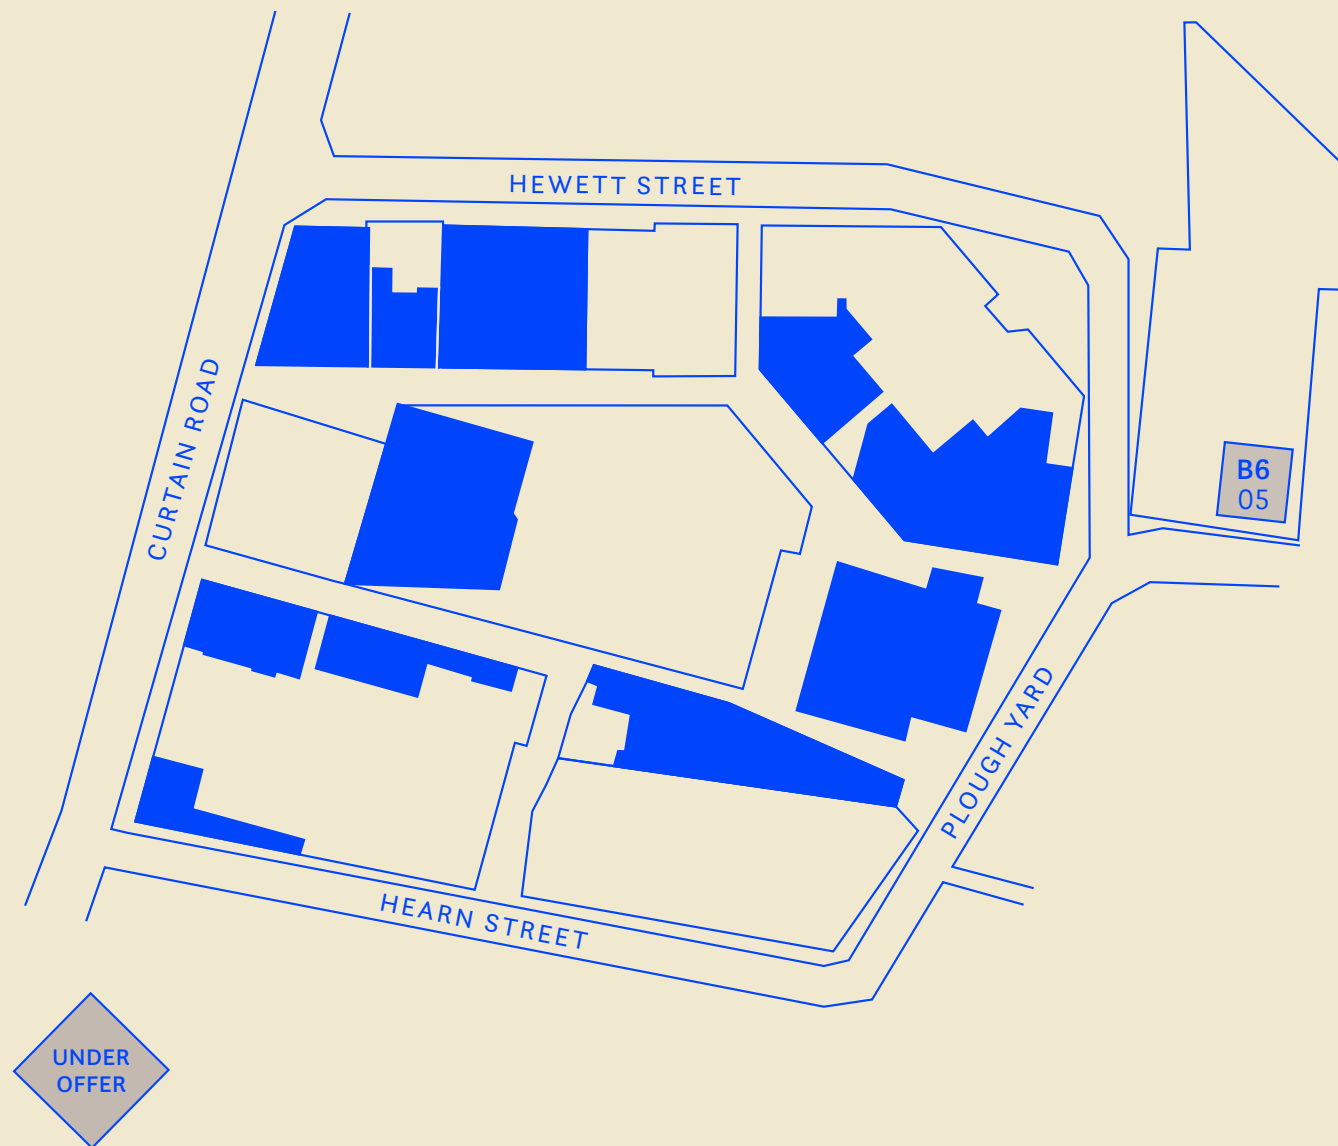 HEWETT STREET
CURTAIN ROAD
B6
05
PLOUGH YARD
HEARN STREET
UNDER
OFFER